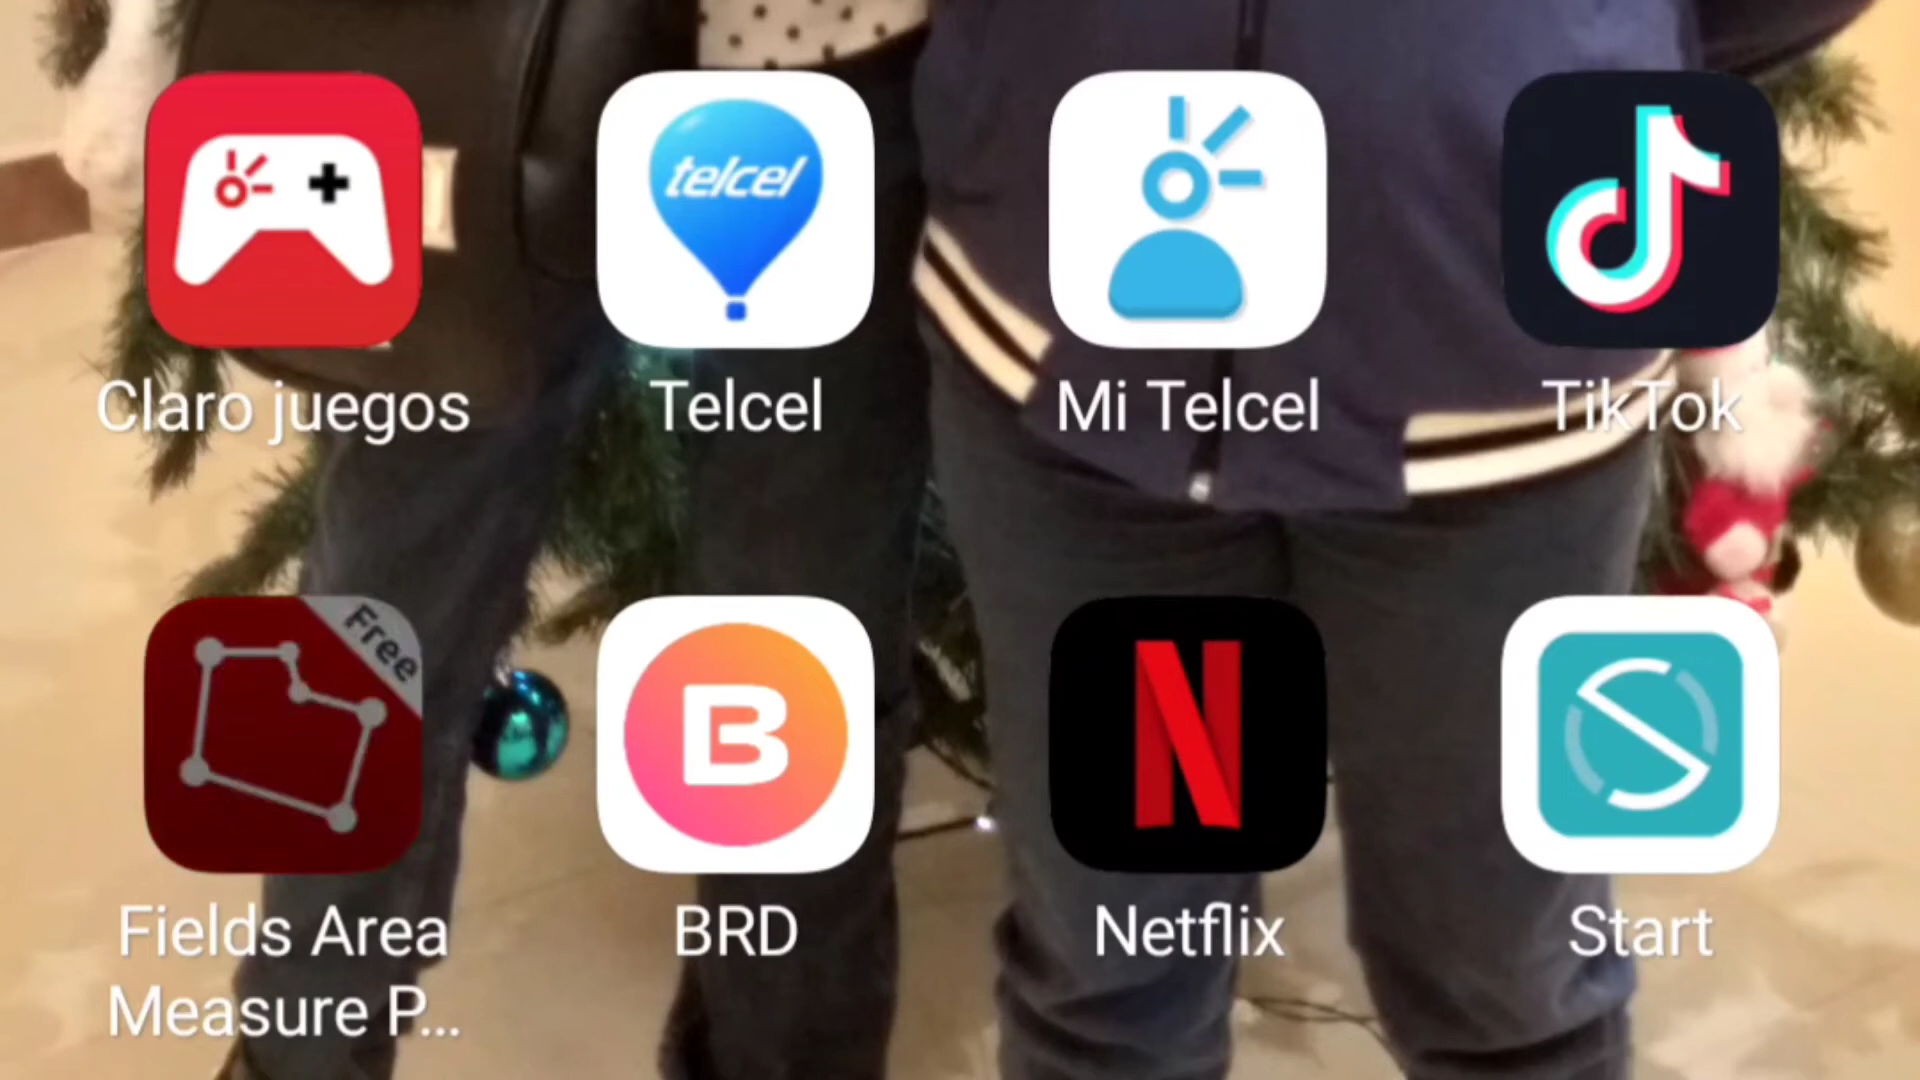 telcel
Claro juegos
Telcel
Mi Telcel
TikTok
Free
B
N
S
Fields Area
Measure P...
BRD
Netflix
Start